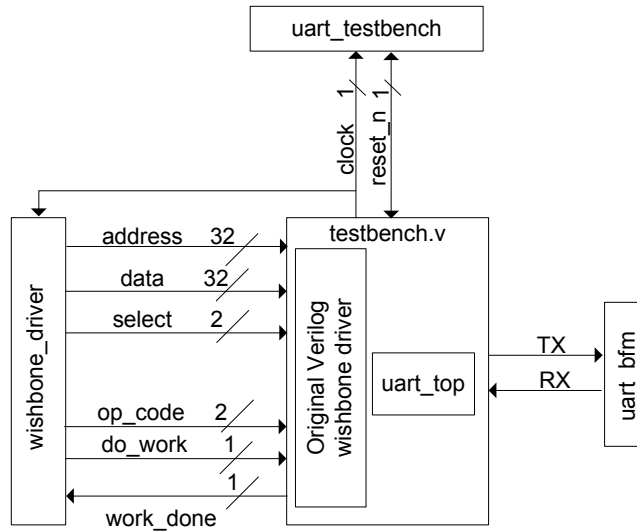 uart_testbench
1
1
clock
reset_n
wishbone_driver
address 32
data 32
select 2
op_code 2
do_work 1
1
work_done
testbench.v
Original Verilog
wishbone driver
uart_top
TX
RX
uart_bfm